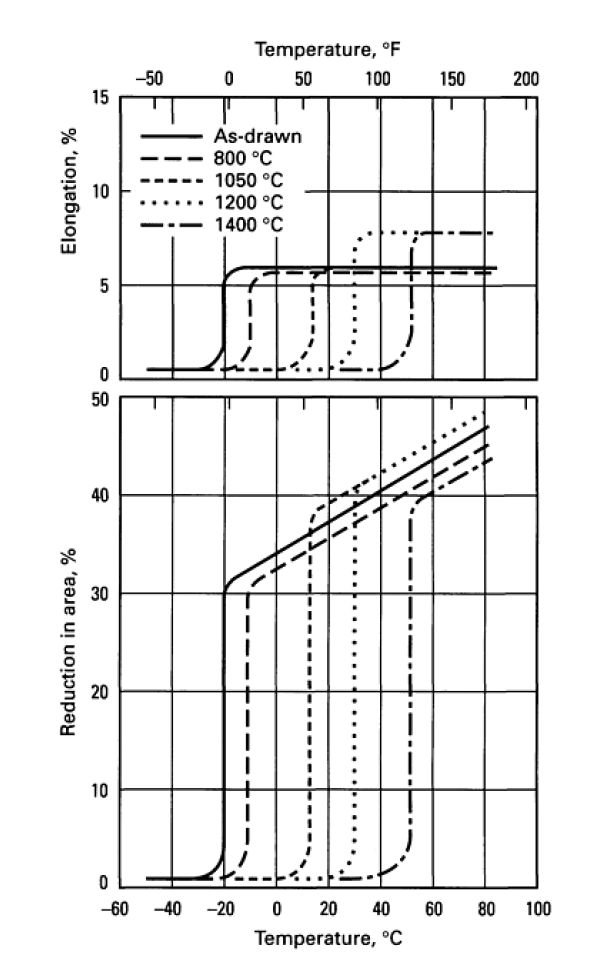 Temperature, °F
−50 0 50 100 150 200
15
10
5
0
Elongation, %
As-drawn
800 °C
1050 °C
1200 °C
1400 °C
50
40
30
20
10
0
Reduction in area, %
−60 −40 −20 0 20 40 60 80 100
Temperature, °C